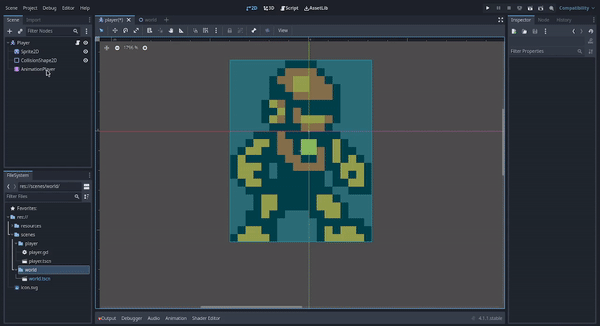 Scene Project Debug Editor Help
2D 3D Script AssetLib
Compatibility
Scene Import
player(*) world
Inspector Node
Filter Nodes
View
Player
Sprite2D
CollisionShape2D
AnimationPlayer
179%
Filter Properties
FileSystem
res://scenes/world/
Filter Files
Favorites:
res://
resources
scenes
player
player.gd
player.tscn
world
world.tscn
icon.svg
Output Debugger Audio Animation Shader Editor
4.1.1.stable